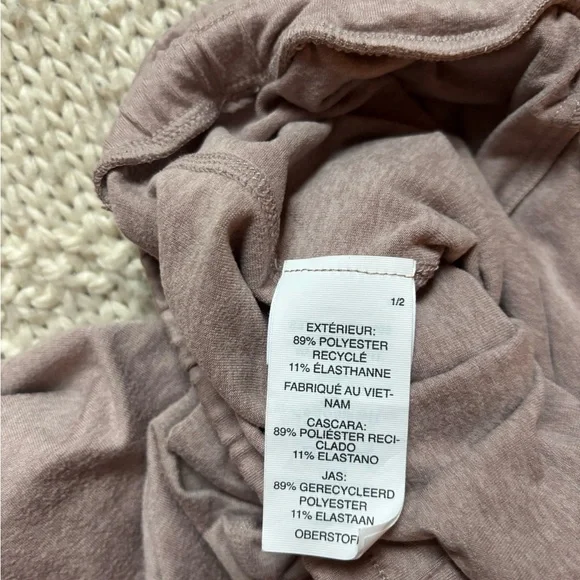 1/2
EXTÉRIEUR:
89% POLYESTER
RECYCLÉ
11% ÉLASTHANNE
FABRIQUÉ AU VIET-
NAM
CASCARA:
89% POLIÉSTER RECI-
CLADO
11% ELASTANO
JAS:
89% GERECYCLEERD
POLYESTER
11% ELASTAAN